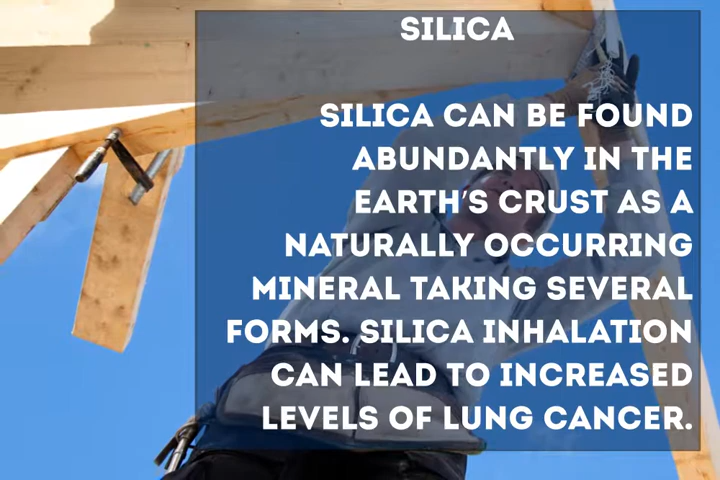 SILICA
SILICA CAN BE FOUND
ABUNDANTLY IN THE
EARTH'S CRUST AS A
NATURALLY OCCURRING
MINERAL TAKING SEVERAL
FORMS. SILICA INHALATION
CAN LEAD TO INCREASED
LEVELS OF LUNG CANCER.